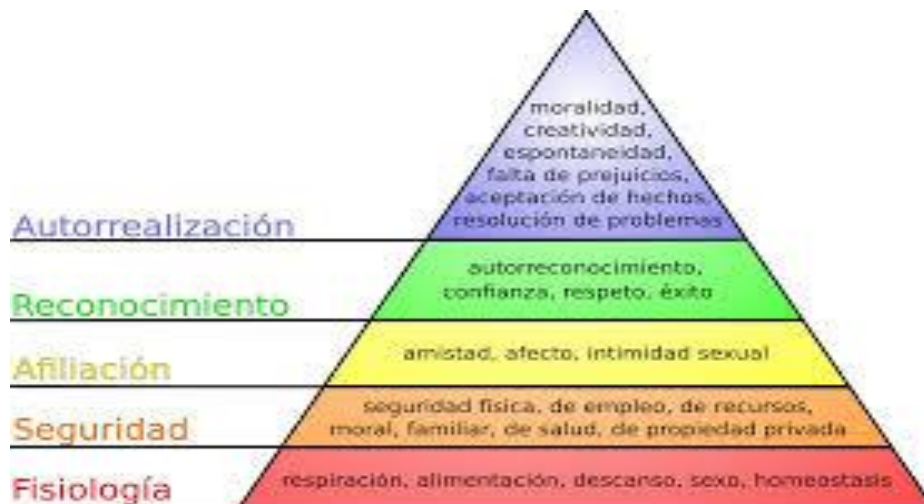 moralidad,
creatividad,
espontaneidad,
falta de prejuicios,
aceptación de hechos,
resolución de problemas
Autorrealización
autorreconocimiento,
confianza, respeto, éxito
Reconocimiento
amistad, afecto, intimidad sexual
Afiliación
seguridad física, de empleo, de recursos,
moral, familiar, de salud, de propiedad privada
Seguridad
respiración, alimentación, descanso, sexo, homeostasis
Fisiología